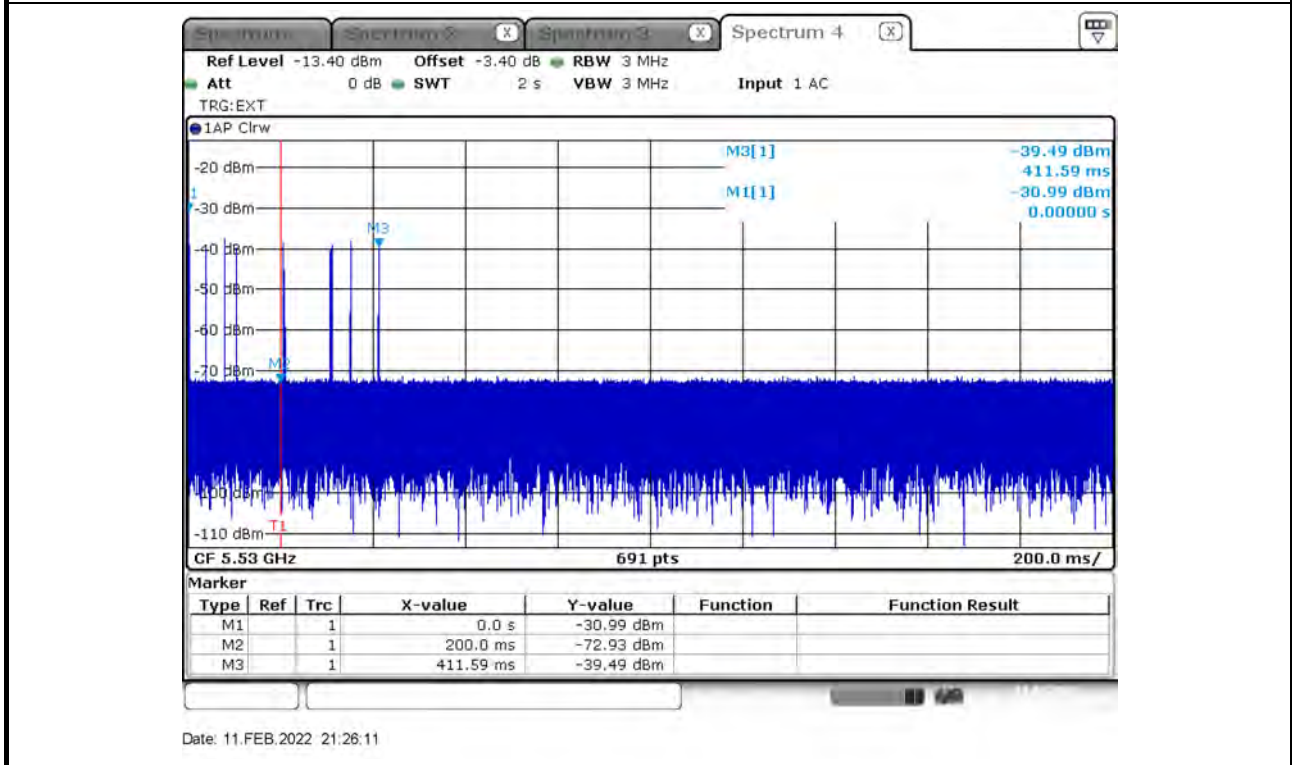 Spectrum 4 X
Ref Level -13.40 dBm Offset -3.40 dB RBW 3 MHz
Att 0 dB SWT 2 s VBW 3 MHz Input 1 AC
TRG:EXT
1AP Clrw
M3[1] -39.49 dBm
411.59 ms
M1[1] -30.99 dBm
0.00000 s
-20 dBm
1
-30 dBm
M3
-40 dBm
-50 dBm
-60 dBm
M2
-70 dBm
-100 dBm
T1
-110 dBm
CF 5.53 GHz 691 pts 200.0 ms/
Marker
Type Ref Trc X-value Y-value Function Function Result
M1 1 0.0 s -30.99 dBm
M2 1 200.0 ms -72.93 dBm
M3 1 411.59 ms -39.49 dBm
Date: 11.FEB.2022 21:26:11